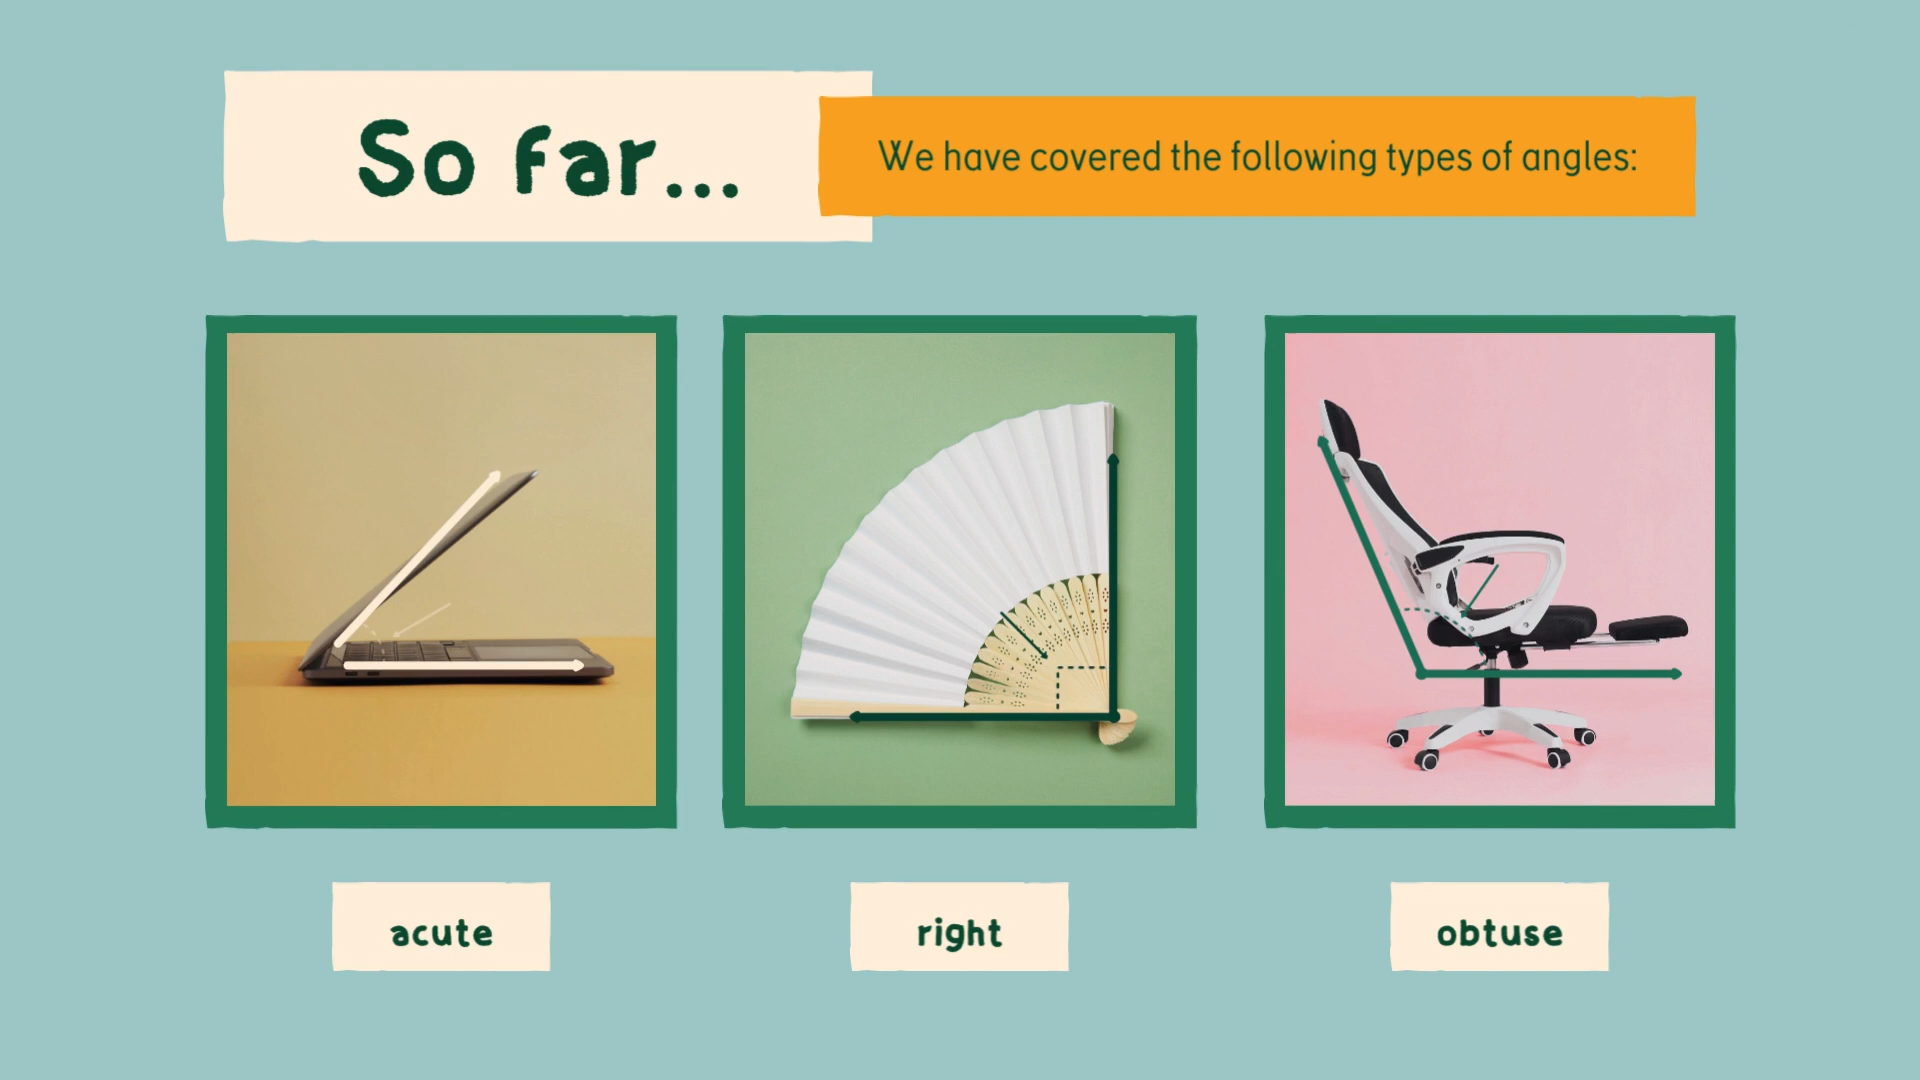 So far...
We have covered the following types of angles:
acute
right
obtuse